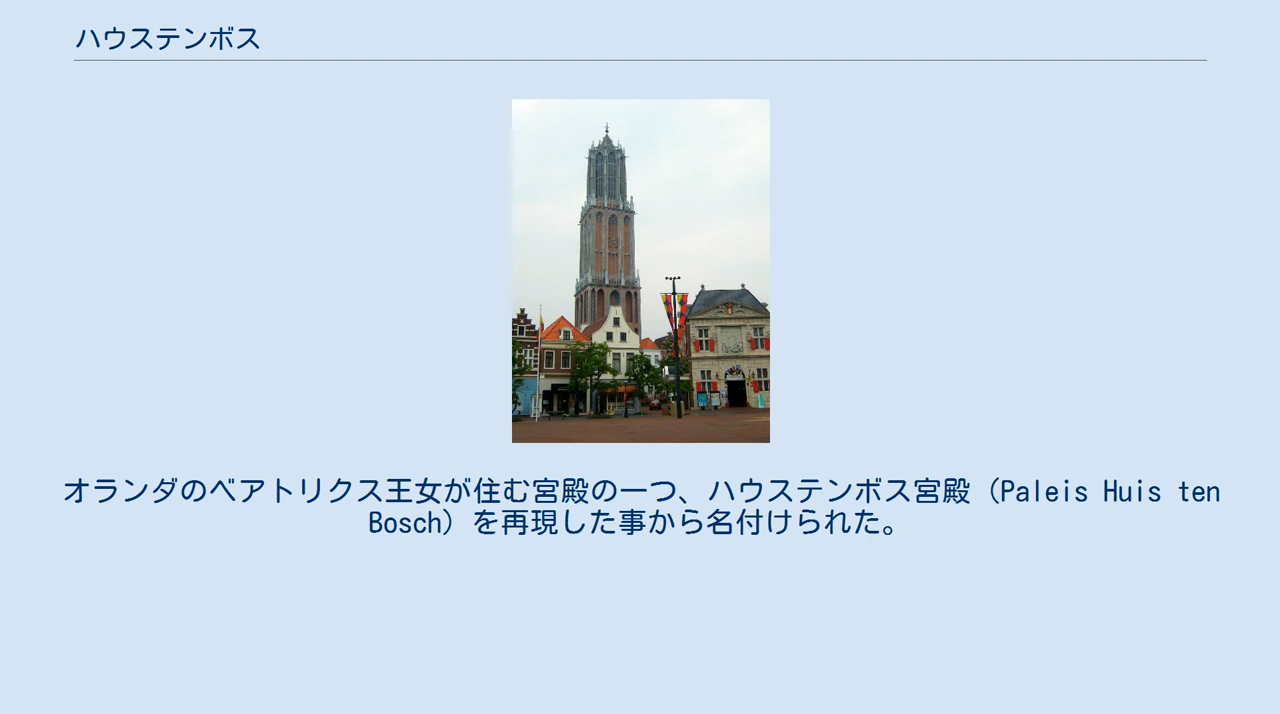 ハウステンボス
オランダのベアトリクス王女が住む宮殿の一つ、ハウステンボス宮殿（Paleis Huis ten
Bosch）を再現した事から名付けられた。